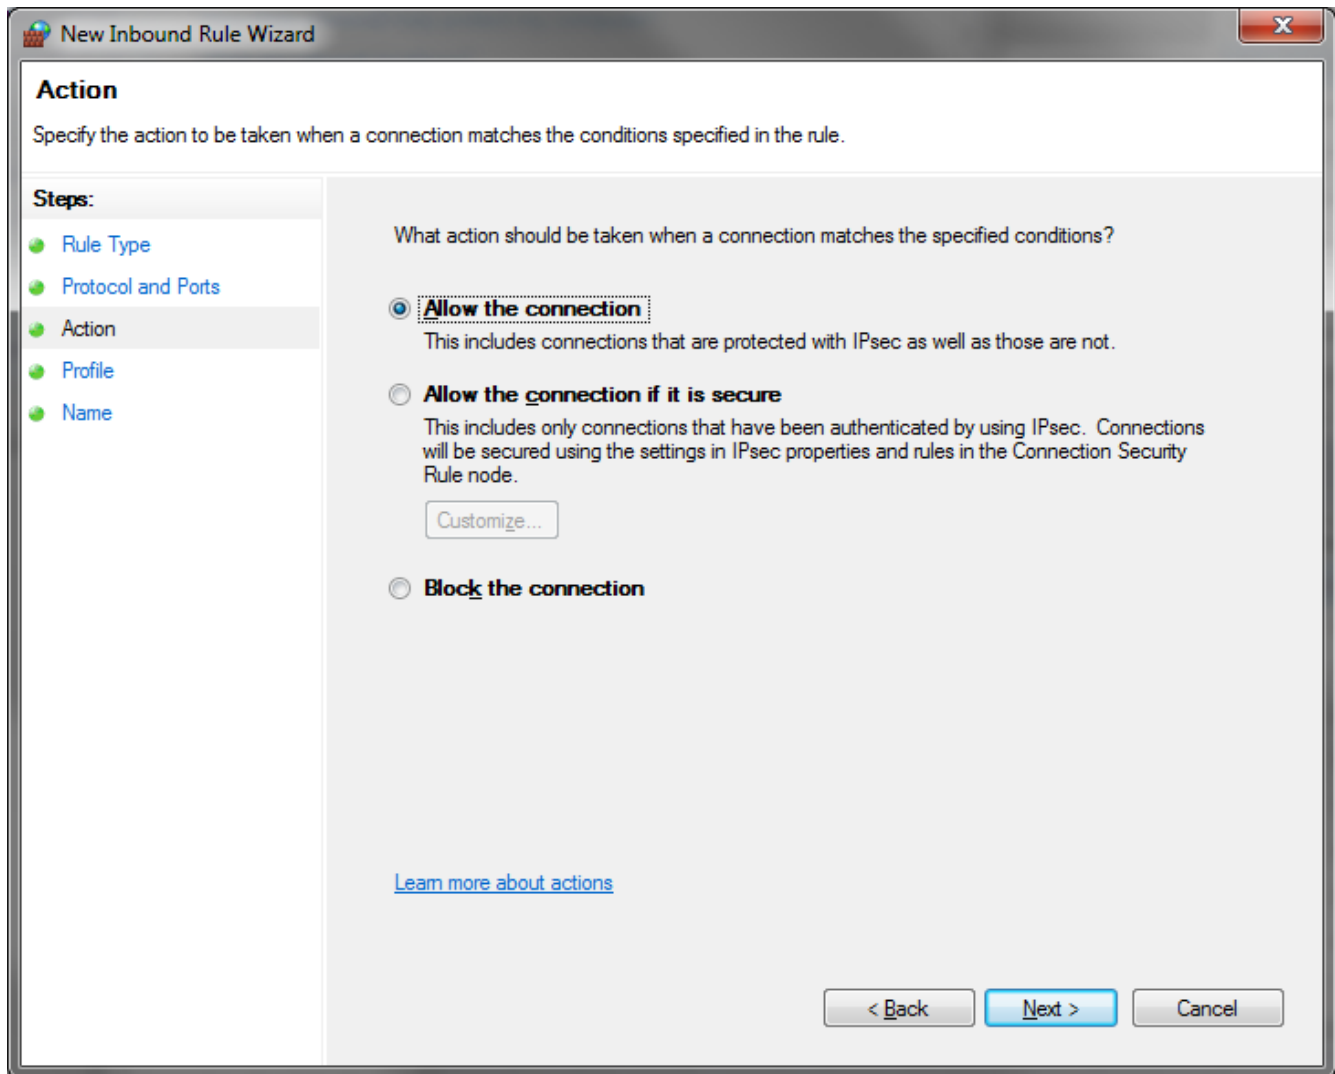 New Inbound Rule Wizard
Action
Specify the action to be taken when a connection matches the conditions specified in the rule.
Steps:
Rule Type
Protocol and Ports
Action
Profile
Name
What action should be taken when a connection matches the specified conditions?
Allow the connection
This includes connections that are protected with IPsec as well as those are not.
Allow the connection if it is secure
This includes only connections that have been authenticated by using IPsec. Connections
will be secured using the settings in IPsec properties and rules in the Connection Security
Rule node.
Customize...
Block the connection
Learn more about actions
< Back Next > Cancel